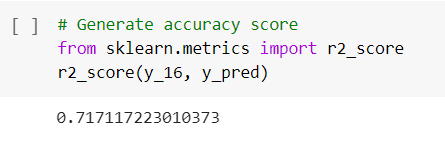 [ ] # Generate accuracy score
from sklearn.metrics import r2_score
r2_score(y_16, y_pred)
0.717117223010373